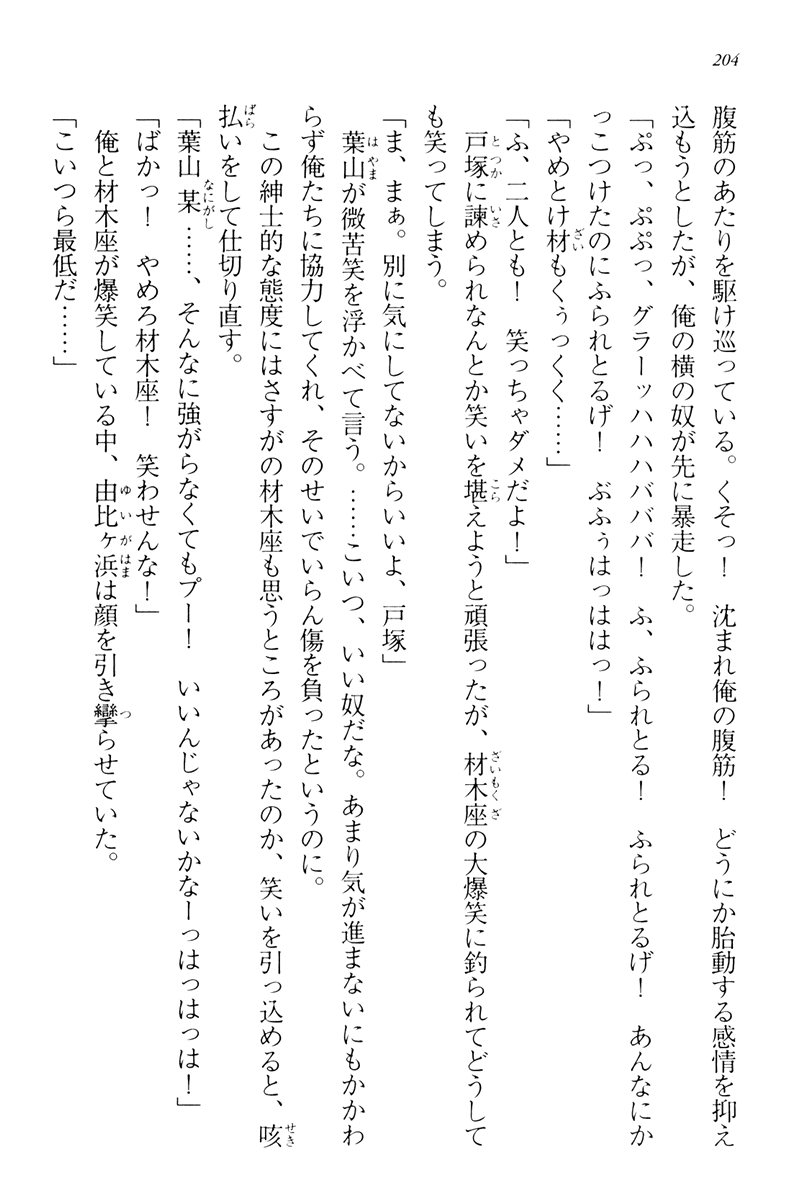 204
腹筋のあたりを駆け巡っている。くそっ！　沈まれ俺の腹筋！　どうにか胎動する感情を抑え
込もうとしたが、俺の横の奴が先に暴走した。
「ぷっ、ぷぷっ、グラーッハハハバババ！　ふ、ふられとる！　ふられとるげ！　あんなにか
っこつけたのにふられとるげ！　ぶふぅはっははっ！」
「やめとけ材もくぅっくく……」
「ふ、二人とも！　笑っちゃダメだよ！」
戸塚に諫められなんとか笑いを堪えようと頑張ったが、材木座の大爆笑に釣られてどうして
も笑ってしまう。
「ま、まぁ。別に気にしてないからいいよ、戸塚」
葉山が微苦笑を浮かべて言う。……こいつ、いい奴だな。あまり気が進まないにもかかわ
らず俺たちに協力してくれ、そのせいでいらん傷を負ったというのに。
この紳士的な態度にはさすがの材木座も思うところがあったのか、笑いを引っ込めると、咳
払いをして仕切り直す。
「葉山某……、そんなに強がらなくてもプー！　いいんじゃないかなーっはっはっは！」
「ばかっ！　やめろ材木座！　笑わせんな！」
俺と材木座が爆笑している中、由比ヶ浜は顔を引き攣らせていた。
「こいつら最低だ……」